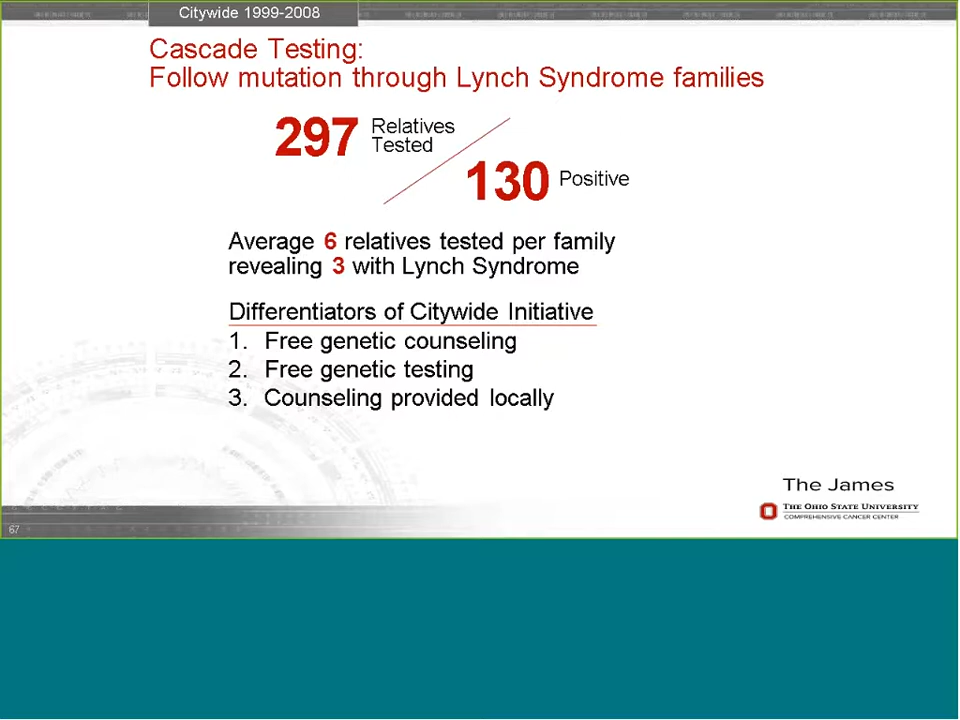 Citywide 1999-2008
Cascade Testing:
Follow mutation through Lynch Syndrome families
297 Relatives
Tested
130 Positive
Average 6 relatives tested per family
revealing 3 with Lynch Syndrome
Differentiators of Citywide Initiative
1. Free genetic counseling
2. Free genetic testing
3. Counseling provided locally
The James
THE OHIO STATE UNIVERSITY
COMPREHENSIVE CANCER CENTER
67